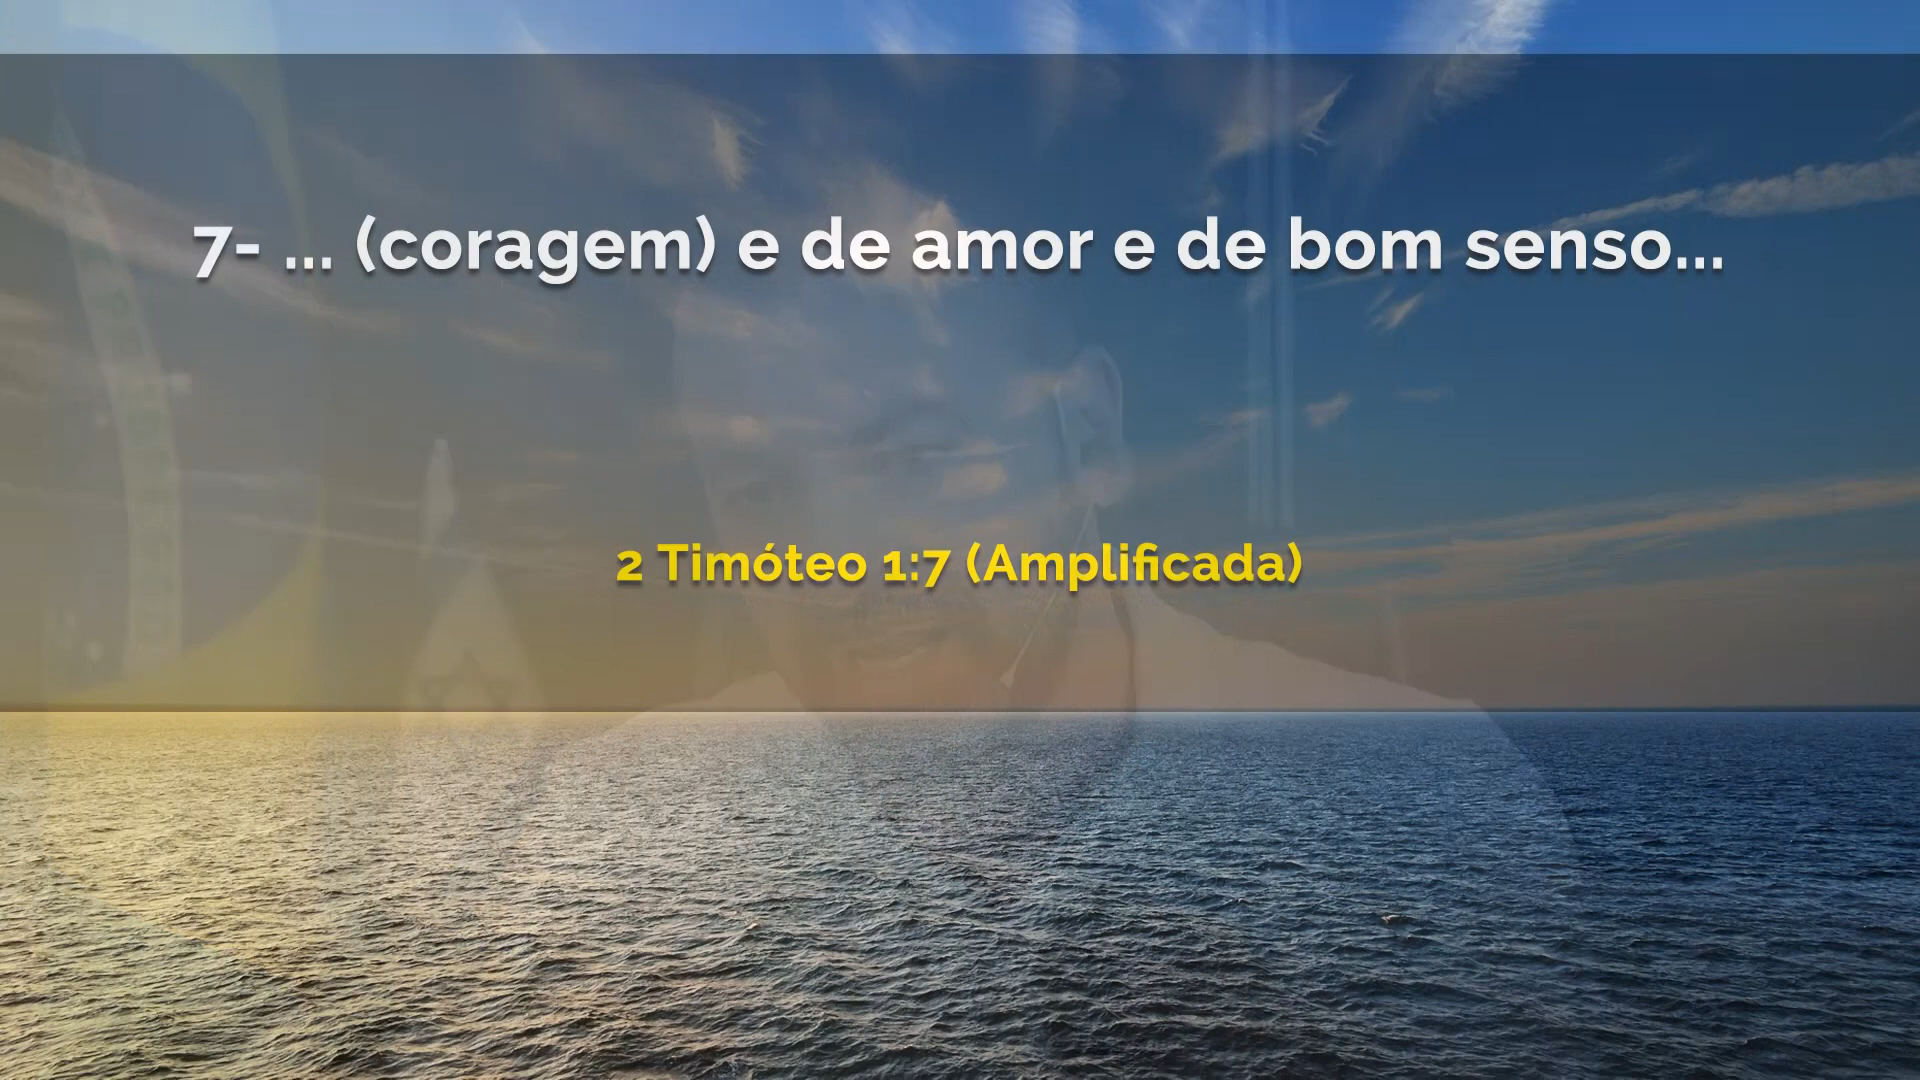 7- ... (coragem) e de amor e de bom senso...
2 Timóteo 1:7 (Amplificada)